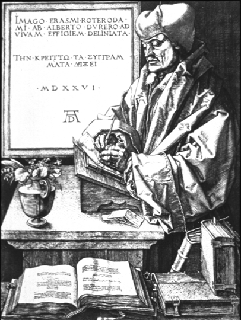 IMAGO · ERASMI · ROTERODA
MI · AB · ALBERTO · DVRERO · AD
VIVAM · EFFIGIEM · DELINIATA
ΤΗΝ · ΚΡΕΙΤΤΩ · ΤΑ · ΣΥΓΓΡΑΜ
ΜΑΤΑ · ΔΕΙΞΕΙ
· MDXXVI ·
AD